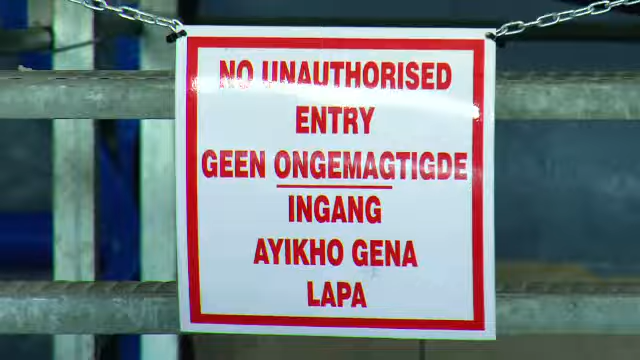 NO UNAUTHORISED
ENTRY
GEEN ONGEMAGTIGDE
INGANG
AYIKHO GENA
LAPA